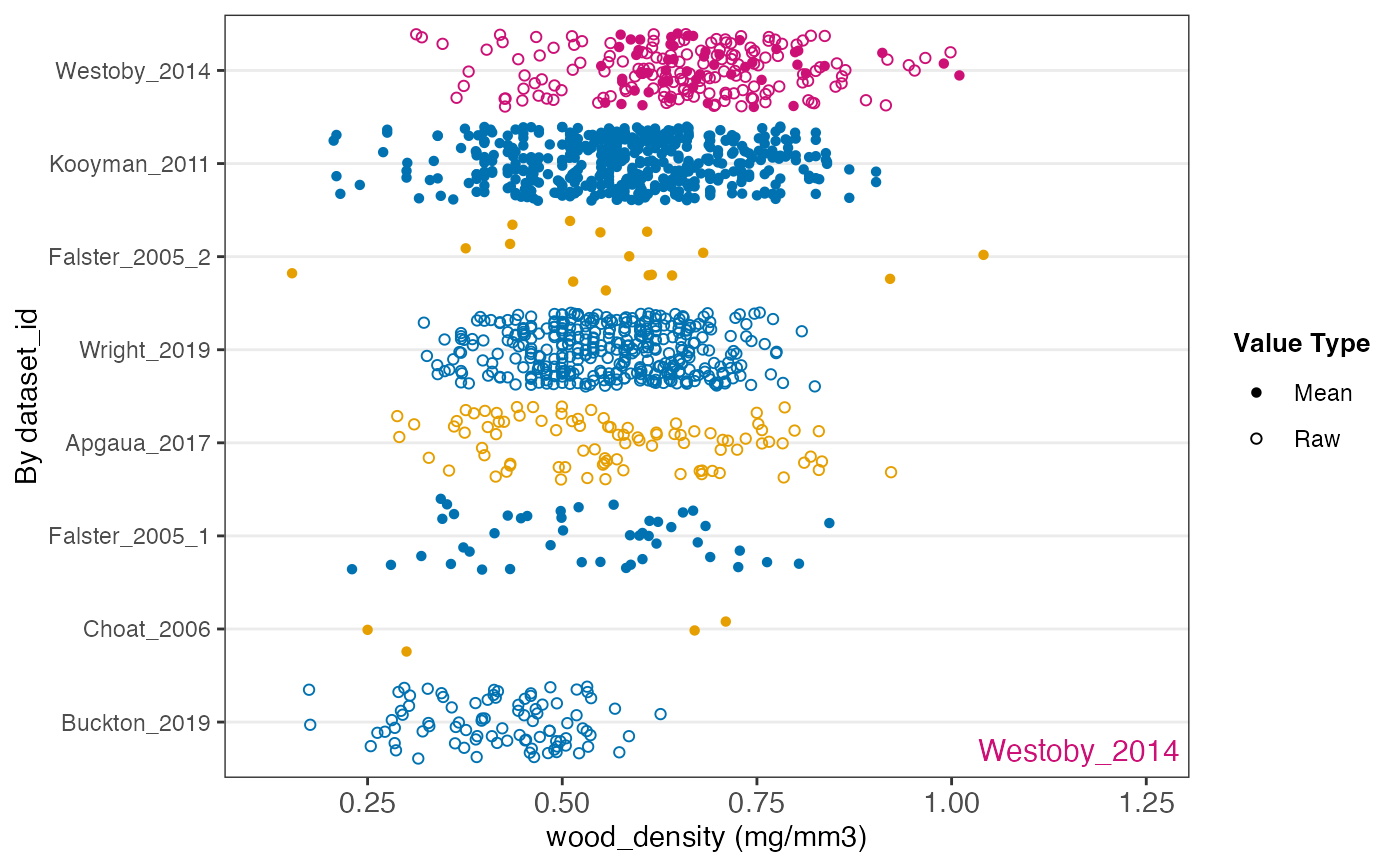 By dataset_id
Westoby_2014
Kooyman_2011
Falster_2005_2
Wright_2019
Apgaua_2017
Falster_2005_1
Choat_2006
Buckton_2019
Westoby_2014
0.25 0.50 0.75 1.00 1.25
wood_density (mg/mm3)
Value Type
Mean
Raw